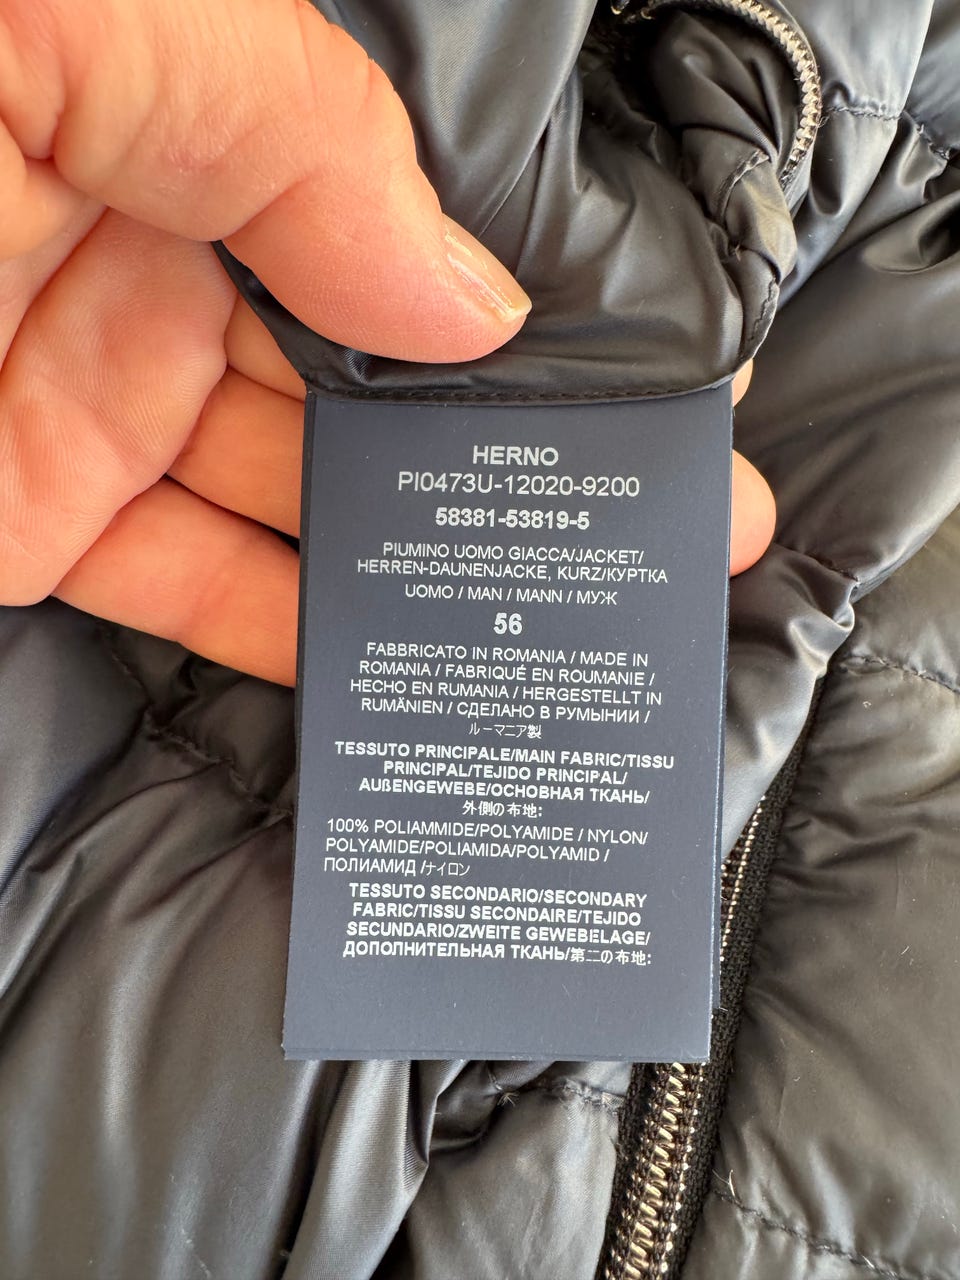 HERNO
PI0473U-12020-9200
58381-53819-5
PIUMINO UOMO GIACCA/JACKET/
HERREN-DAUNENJACKE, KURZ/КУРТКА
UOMO / MAN / MANN / МУЖ
56
FABBRICATO IN ROMANIA / MADE IN
ROMANIA / FABRIQUÉ EN ROUMANIE /
HECHO EN RUMANIA / HERGESTELLT IN
RUMÄNIEN / СДЕЛАНО В РУМЫНИИ /
ルーマニア製
TESSUTO PRINCIPALE/MAIN FABRIC/TISSU
PRINCIPAL/TEJIDO PRINCIPAL/
AUßENGEWEBE/ОСНОВНАЯ ТКАНЬ/
外側の布地:
100% POLIAMMIDE/POLYAMIDE / NYLON/
POLYAMIDE/POLIAMIDA/POLYAMID /
ПОЛИАМИД /ナイロン
TESSUTO SECONDARIO/SECONDARY
FABRIC/TISSU SECONDAIRE/TEJIDO
SECUNDARIO/ZWEITE GEWEBELAGE/
ДОПОЛНИТЕЛЬНАЯ ТКАНЬ/第二の布地: